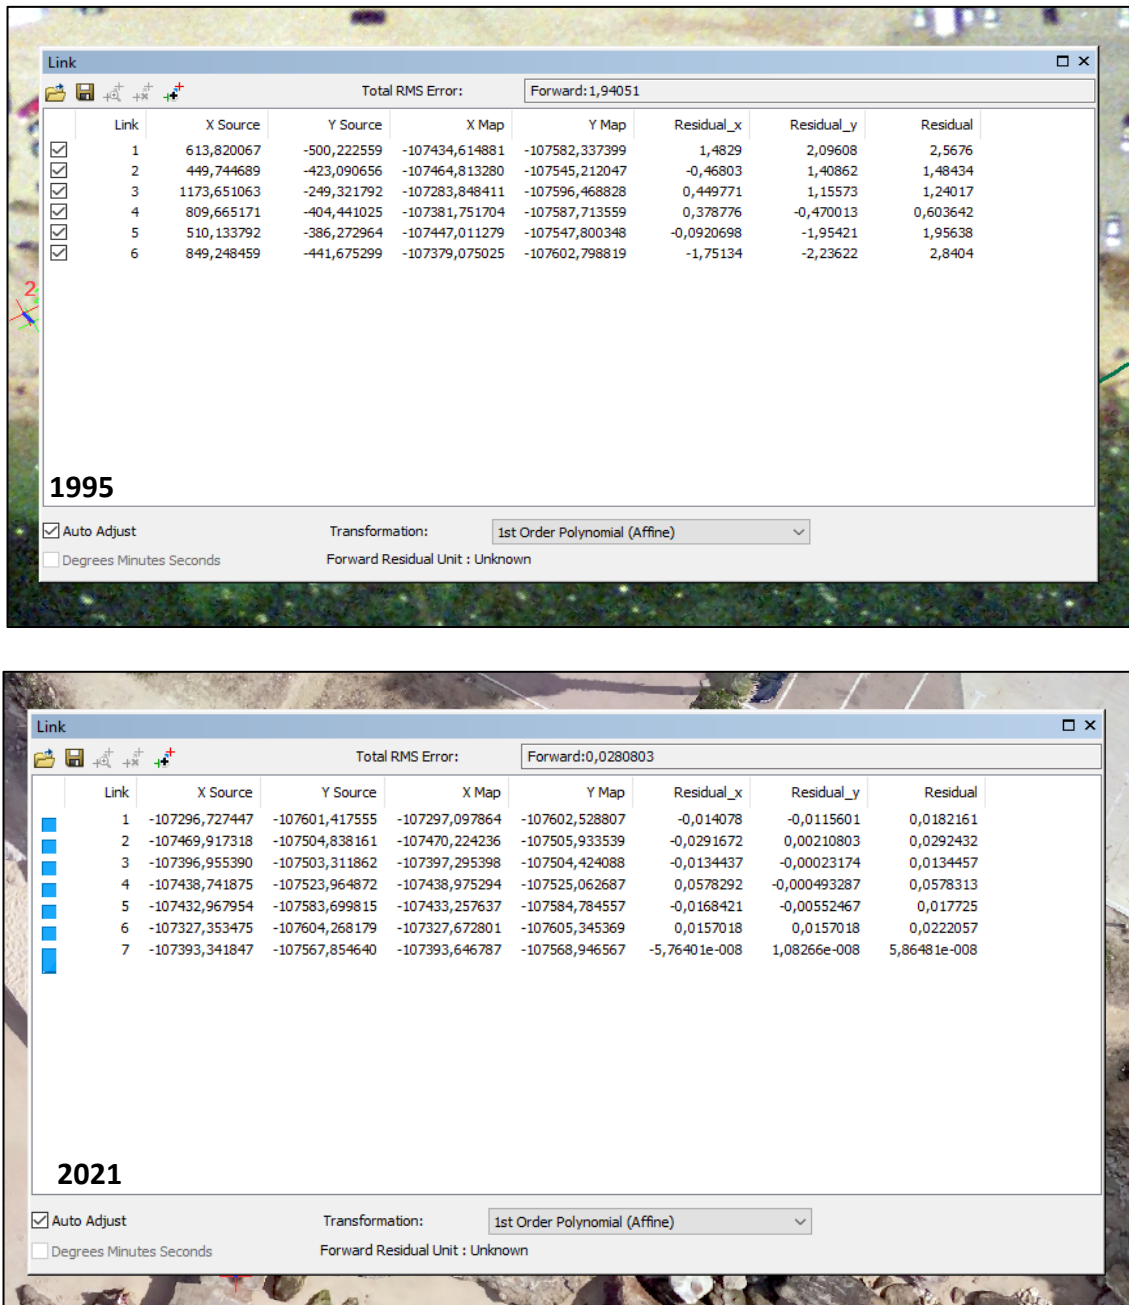 Link
Total RMS Error: Forward:1,94051
Link X Source Y Source X Map Y Map Residual_x Residual_y Residual
1 613,820067 -500,222559 -107434,614881 -107582,337399 1,4829 2,09608 2,5676
2 449,744689 -423,090656 -107464,813280 -107545,212047 -0,46803 1,40862 1,48434
3 1173,651063 -249,321792 -107283,848411 -107596,468828 0,449771 1,15573 1,24017
4 809,665171 -404,441025 -107381,751704 -107587,713559 0,378776 -0,470013 0,603642
5 510,133792 -386,272964 -107447,011279 -107547,800348 -0,0920698 -1,95421 1,95638
6 849,248459 -441,675299 -107379,075025 -107602,798819 -1,75134 -2,23622 2,8404
2
1995
Auto Adjust Transformation: 1st Order Polynomial (Affine)
Degrees Minutes Seconds Forward Residual Unit : Unknown
Link
Total RMS Error: Forward:0,0280803
Link X Source Y Source X Map Y Map Residual_x Residual_y Residual
1 -107296,727447 -107601,417555 -107297,097864 -107602,528807 -0,014078 -0,0115601 0,0182161
2 -107469,917318 -107504,838161 -107470,224236 -107505,933539 -0,0291672 0,00210803 0,0292432
3 -107396,955390 -107503,311862 -107397,295398 -107504,424088 -0,0134437 -0,00023174 0,0134457
4 -107438,741875 -107523,964872 -107438,975294 -107525,062687 0,0578292 -0,000493287 0,0578313
5 -107432,967954 -107583,699815 -107433,257637 -107584,784557 -0,0168421 -0,00552467 0,017725
6 -107327,353475 -107604,268179 -107327,672801 -107605,345369 0,0157018 0,0157018 0,0222057
7 -107393,341847 -107567,854640 -107393,646787 -107568,946567 -5,76401e-008 1,08266e-008 5,86481e-008
2021
Auto Adjust Transformation: 1st Order Polynomial (Affine)
Degrees Minutes Seconds Forward Residual Unit : Unknown